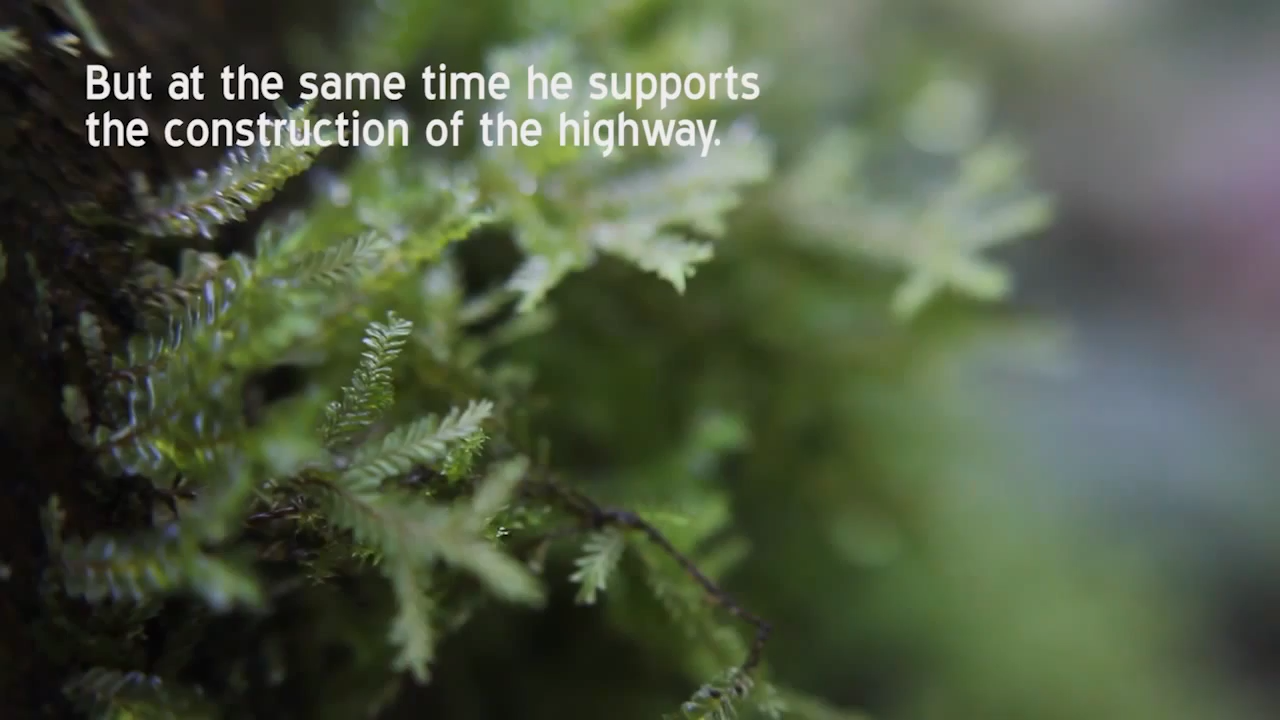 But at the same time he supports
the construction of the highway.